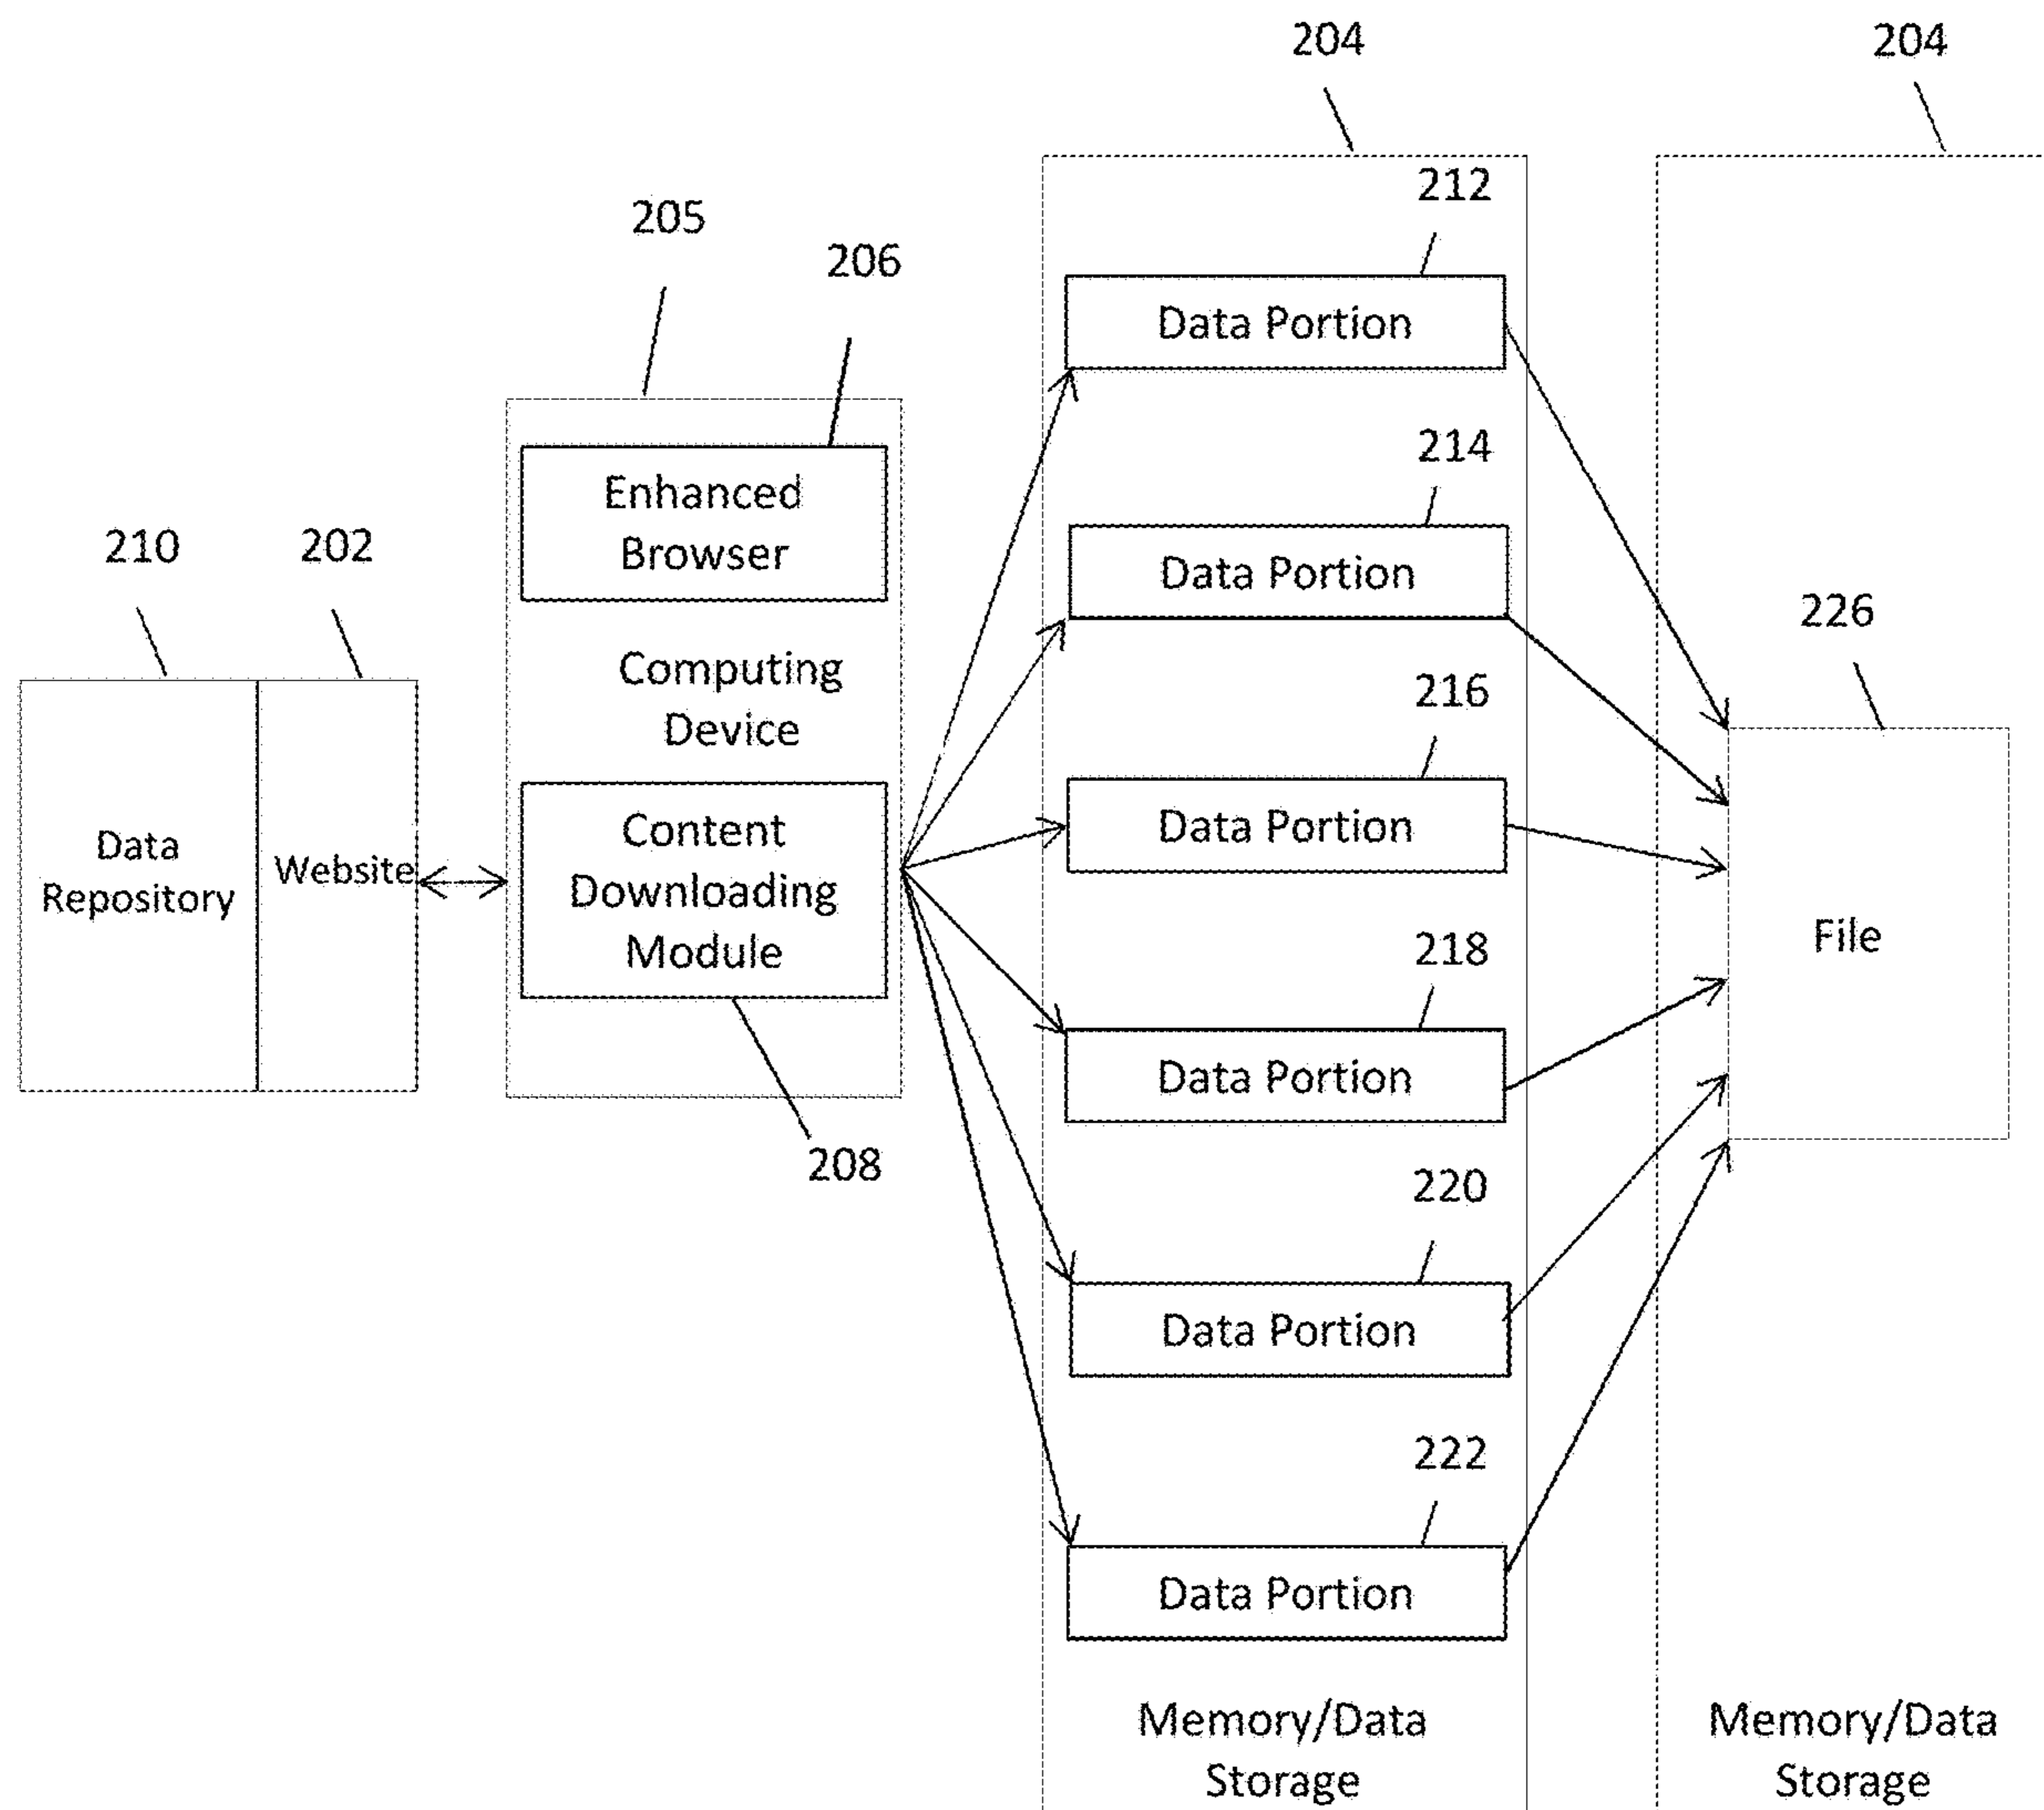 204
204
212
205
206
Data Portion
214
Enhanced
Browser
210
202
Data Portion
226
Computing
Device
216
Content
Downloading
Module
Data Portion
Data
Repository
Website
File
218
Data Portion
208
220
Data Portion
222
Data Portion
Memory/Data
Storage
Memory/Data
Storage